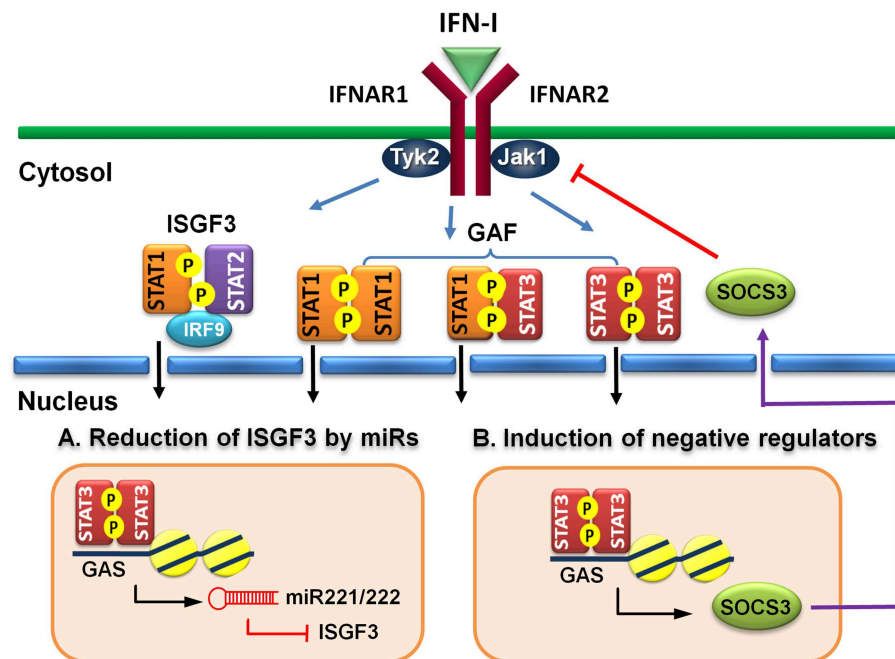 IFN-I
IFNAR1
IFNAR2
Tyk2
Jak1
Cytosol
ISGF3
GAF
STAT1
P
P
STAT2
IRF9
STAT1
P
P
STAT1
STAT1
P
P
STAT3
STAT3
P
P
STAT3
SOCS3
Nucleus
A. Reduction of ISGF3 by miRs
STAT3
P
P
STAT3
GAS
miR221/222
ISGF3
B. Induction of negative regulators
STAT3
P
P
STAT3
GAS
SOCS3